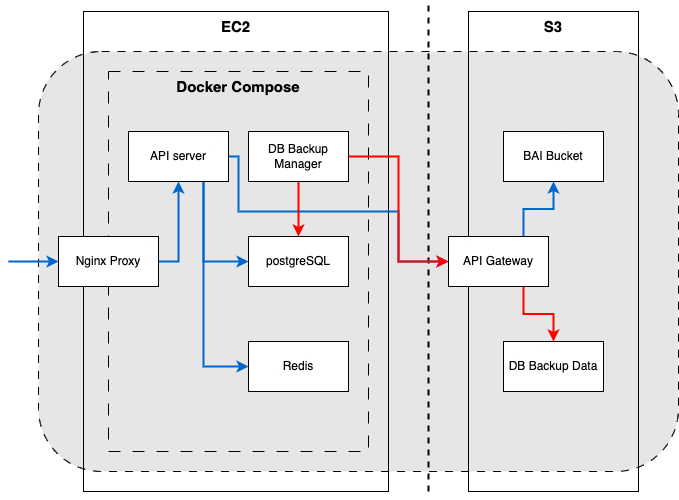 EC2
S3
Docker Compose
API server
DB Backup
Manager
BAI Bucket
Nginx Proxy
postgreSQL
API Gateway
Redis
DB Backup Data